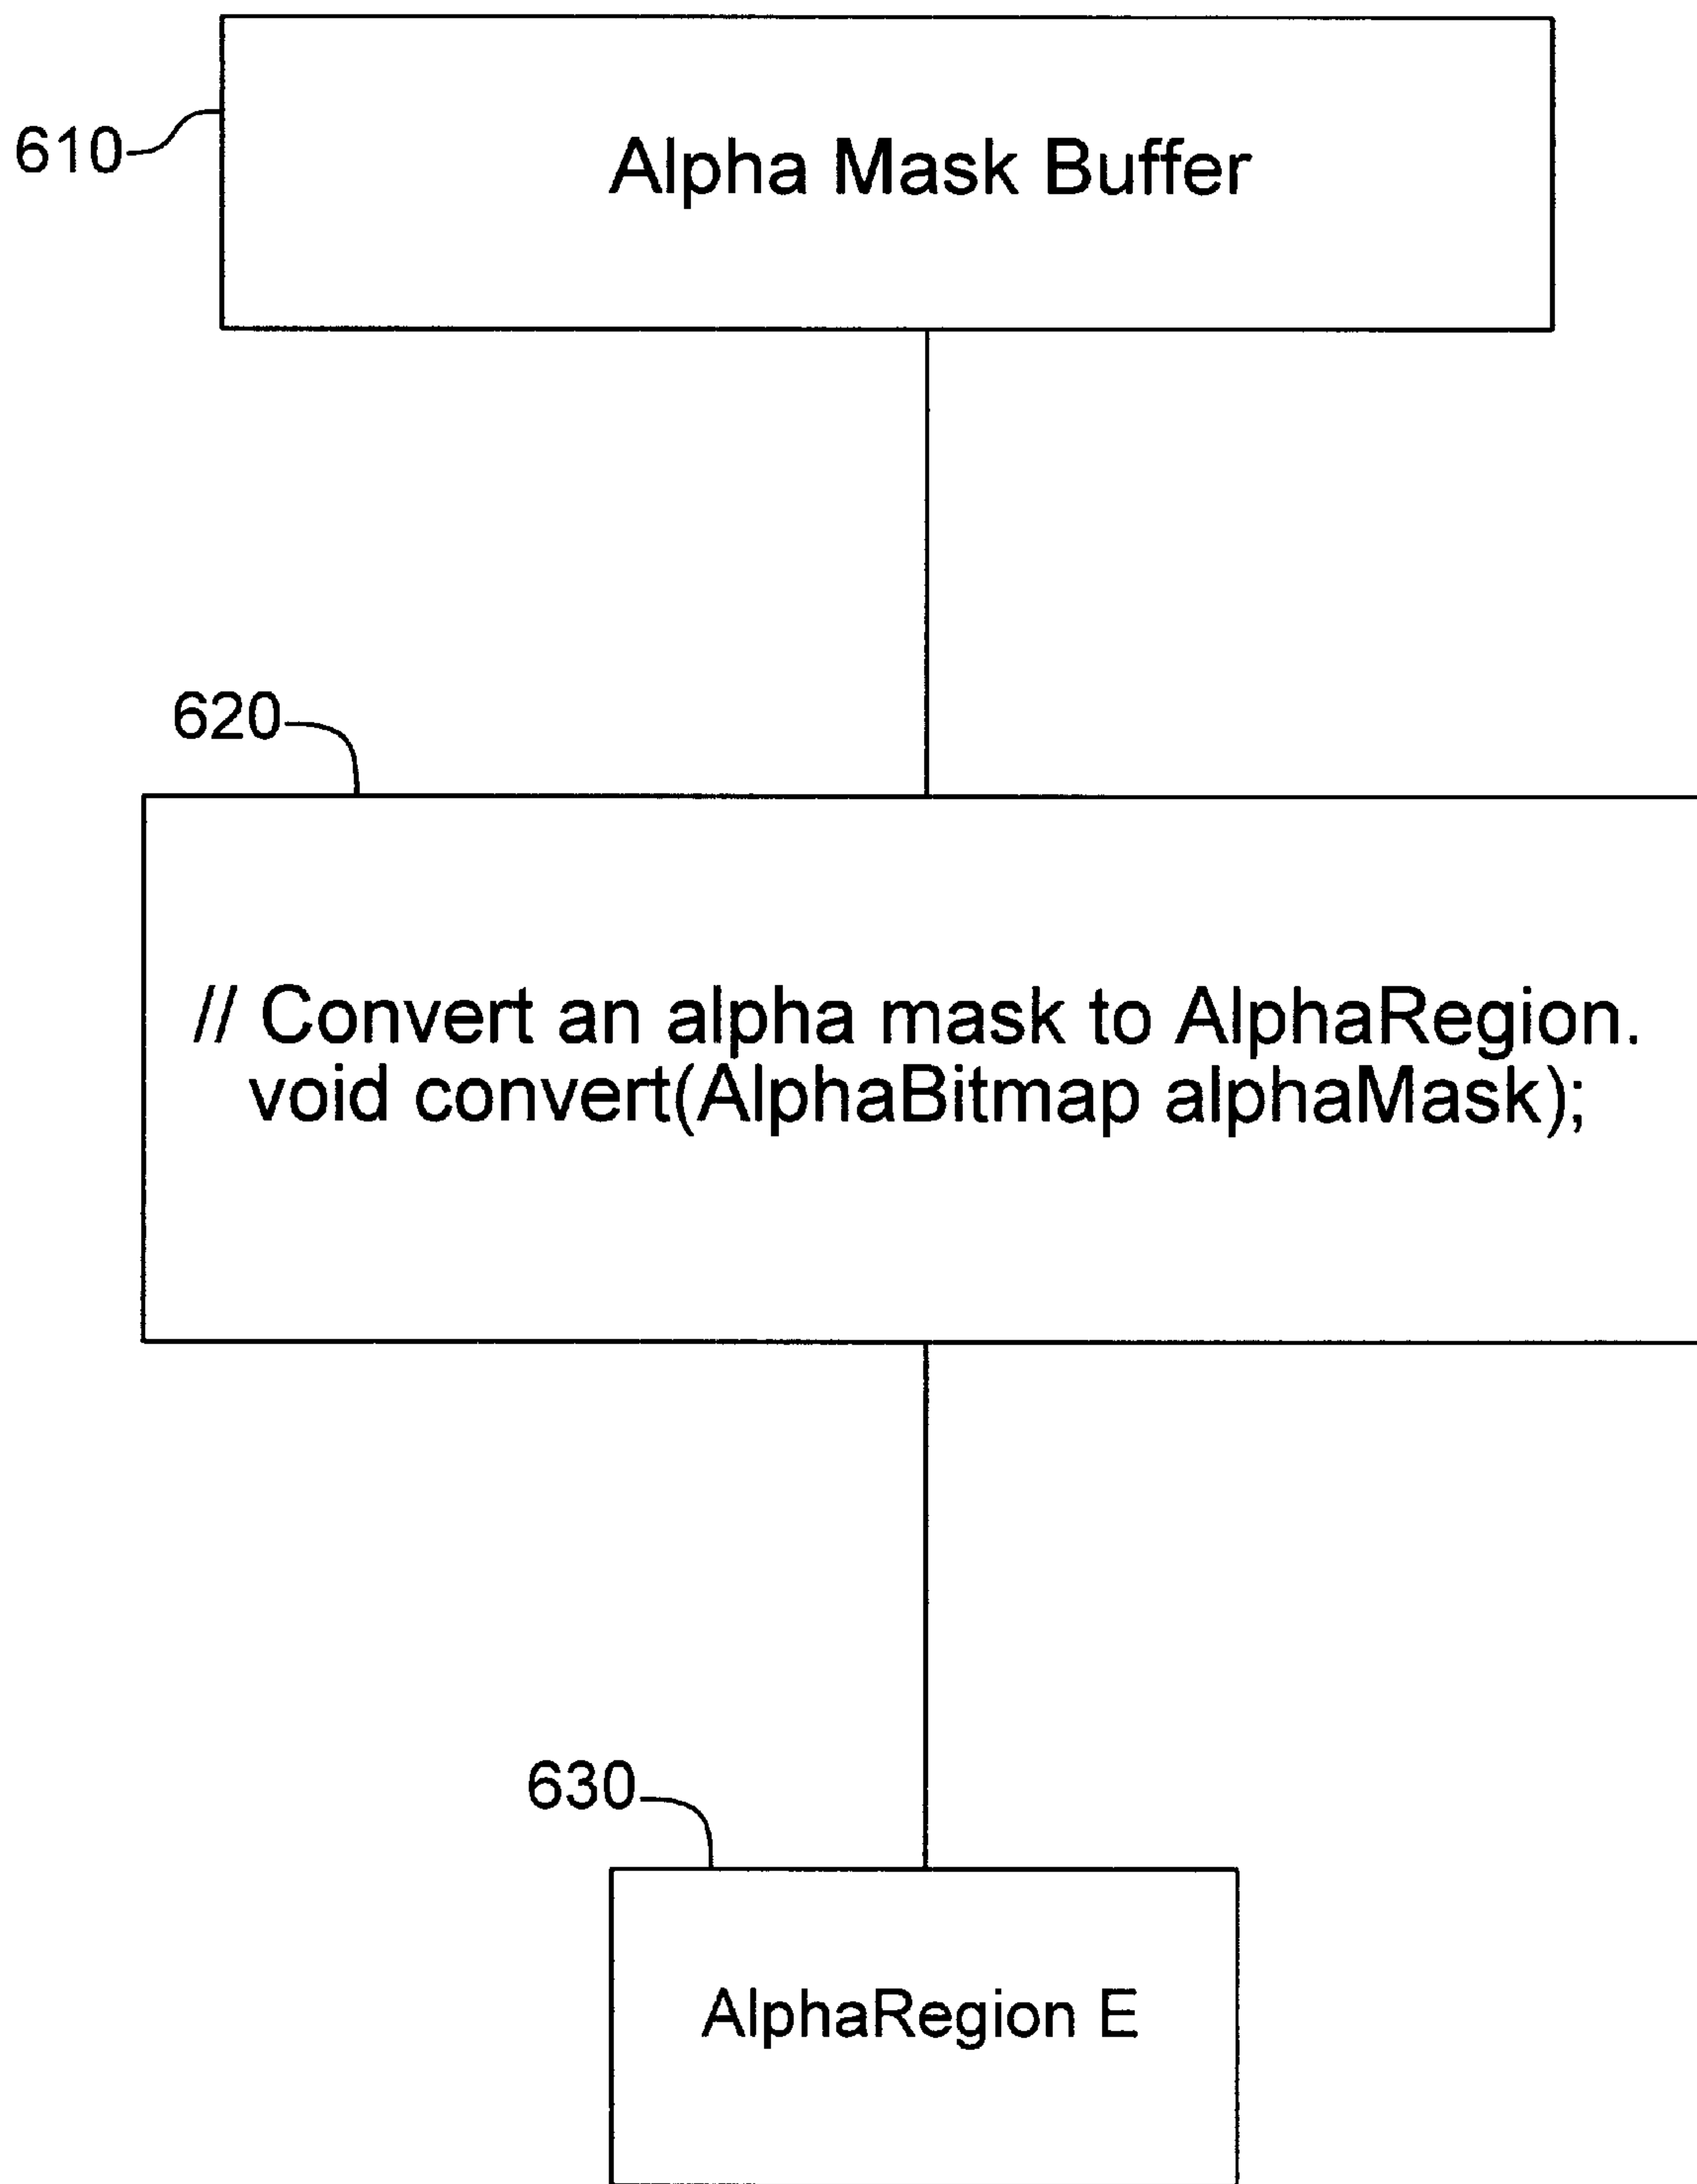 610
Alpha Mask Buffer
620
// Convert an alpha mask to AlphaRegion.
void convert(AlphaBitmap alphaMask);
630
AlphaRegion E